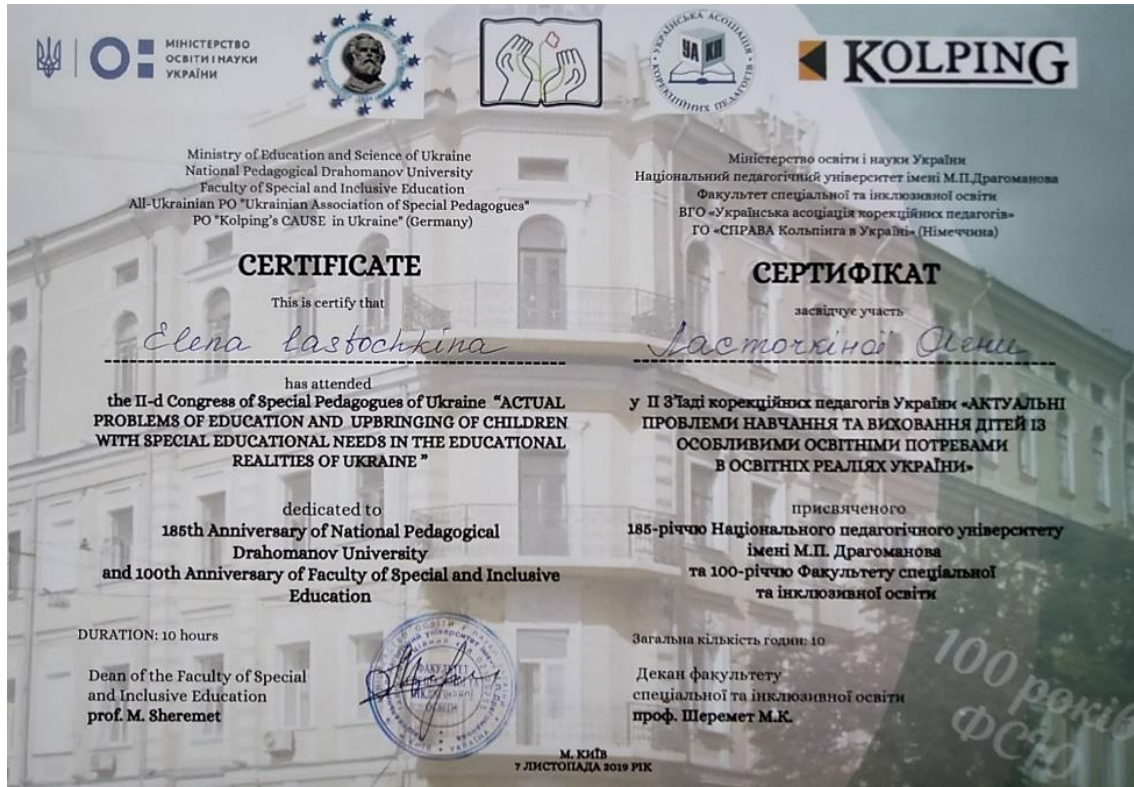 МІНІСТЕРСТВО
ОСВІТИ І НАУКИ
УКРАЇНИ
УКРАЇНСЬКА АСОЦІАЦІЯ
УАКП
КОРЕКЦІЙНИХ ПЕДАГОГІВ
KOLPING
Ministry of Education and Science of Ukraine
National Pedagogical Drahomanov University
Faculty of Special and Inclusive Education
All-Ukrainian PO "Ukrainian Association of Special Pedagogues"
PO "Kolping's CAUSE in Ukraine" (Germany)
CERTIFICATE
This is certify that
Elena Lastochkina
has attended
the II-d Congress of Special Pedagogues of Ukraine “ACTUAL
PROBLEMS OF EDUCATION AND UPBRINGING OF CHILDREN
WITH SPECIAL EDUCATIONAL NEEDS IN THE EDUCATIONAL
REALITIES OF UKRAINE ”
dedicated to
185th Anniversary of National Pedagogical
Drahomanov University
and 100th Anniversary of Faculty of Special and Inclusive
Education
DURATION: 10 hours
Dean of the Faculty of Special
and Inclusive Education
prof. M. Sheremet
Міністерство освіти і науки України
Національний педагогічний університет імені М.П.Драгоманова
Факультет спеціальної та інклюзивної освіти
ВГО «Українська асоціація корекційних педагогів»
ГО «СПРАВА Кольпінга в Україні» (Німеччина)
СЕРТИФІКАТ
засвідчує участь
Ласточкіної Олени
у II З'їзді корекційних педагогів України «АКТУАЛЬНІ
ПРОБЛЕМИ НАВЧАННЯ ТА ВИХОВАННЯ ДІТЕЙ ІЗ
ОСОБЛИВИМИ ОСВІТНІМИ ПОТРЕБАМИ
В ОСВІТНІХ РЕАЛІЯХ УКРАЇНИ»
присвяченого
185-річчю Національного педагогічного університету
імені М.П. Драгоманова
та 100-річчю Факультету спеціальної
та інклюзивної освіти
Загальна кількість годин: 10
Декан факультету
спеціальної та інклюзивної освіти
проф. Шеремет М.К.
100 років
ФСІО
М. КИЇВ
7 ЛИСТОПАДА 2019 РІК